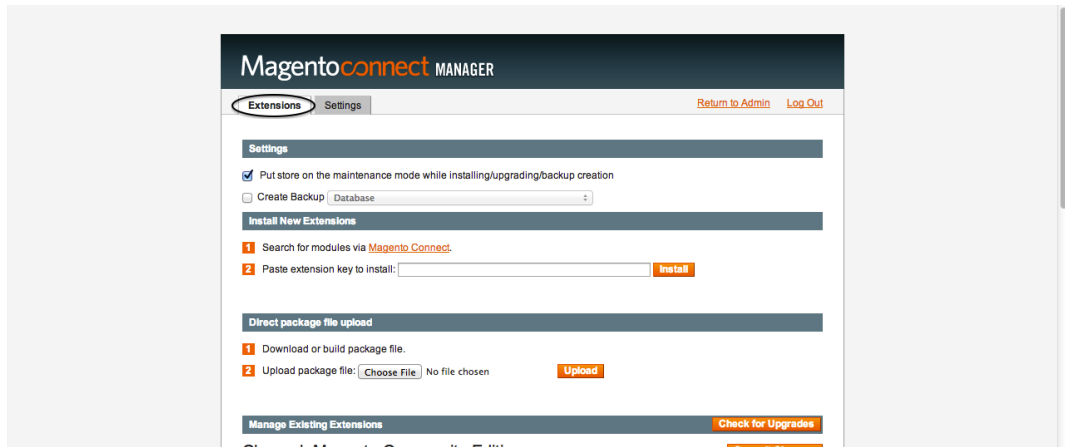 Magentoconnect MANAGER
Extensions Settings Return to Admin Log Out
Settings
Put store on the maintenance mode while installing/upgrading/backup creation
Create Backup Database
Install New Extensions
1 Search for modules via Magento Connect.
2 Paste extension key to install: Install
Direct package file upload
1 Download or build package file.
2 Upload package file: Choose File No file chosen Upload
Manage Existing Extensions Check for Upgrades